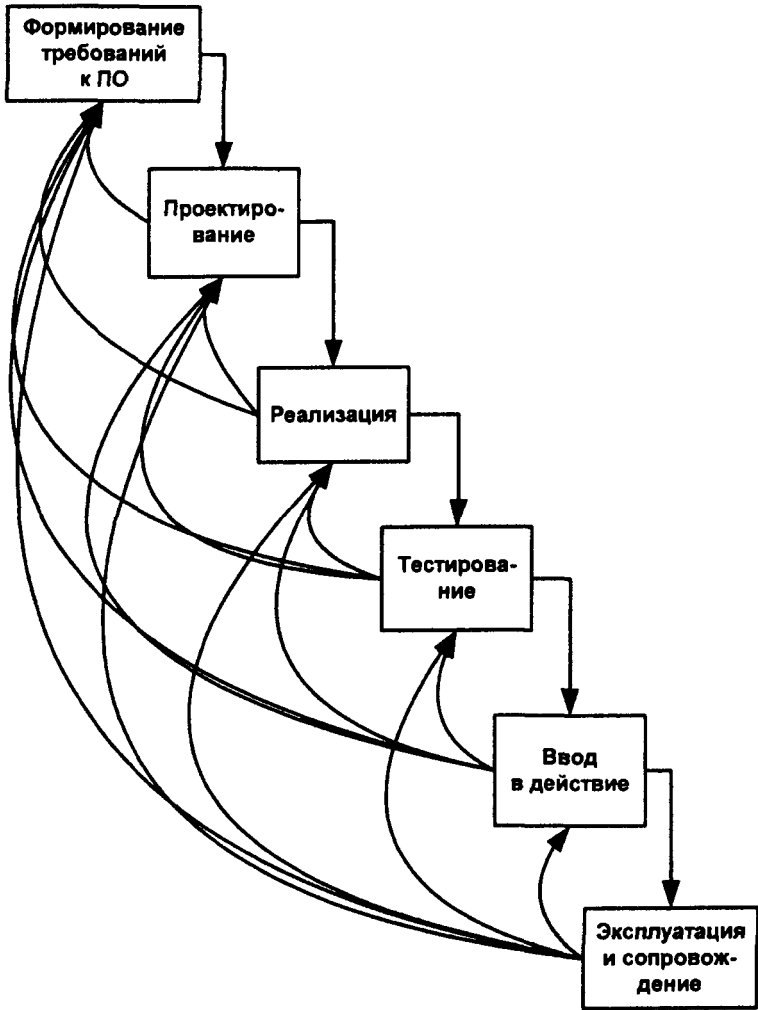 Формирование
требований
к ПО
Проектиро-
вание
Реализация
Тестирова-
ние
Ввод
в действие
Эксплуатация
и сопровож-
дение